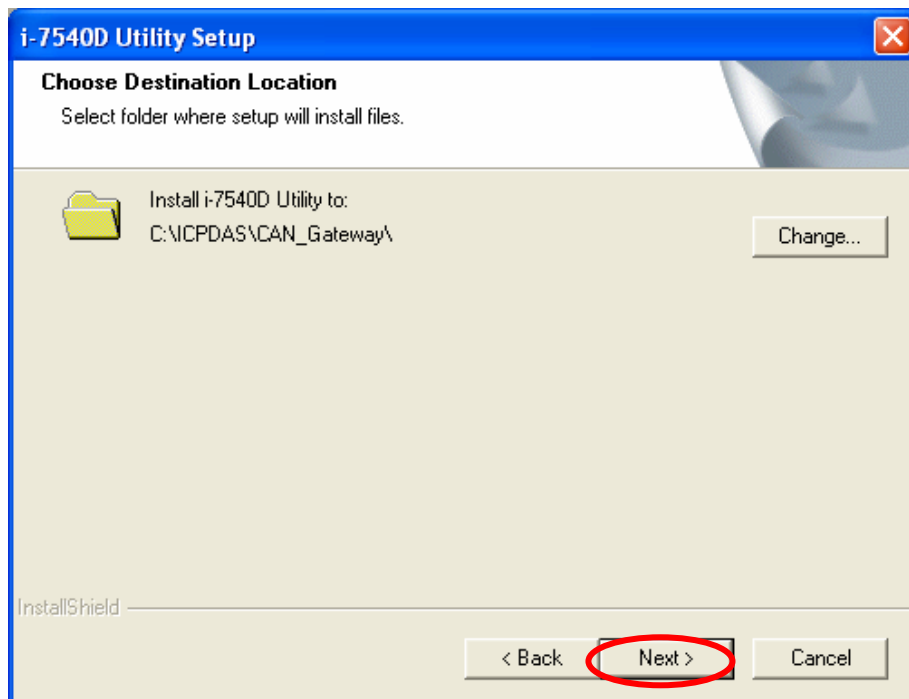 i-7540D Utility Setup
Choose Destination Location
Select folder where setup will install files.
Install i-7540D Utility to:
C:\ICPDAS\CAN_Gateway\
Change...
InstallShield
< Back
Next >
Cancel